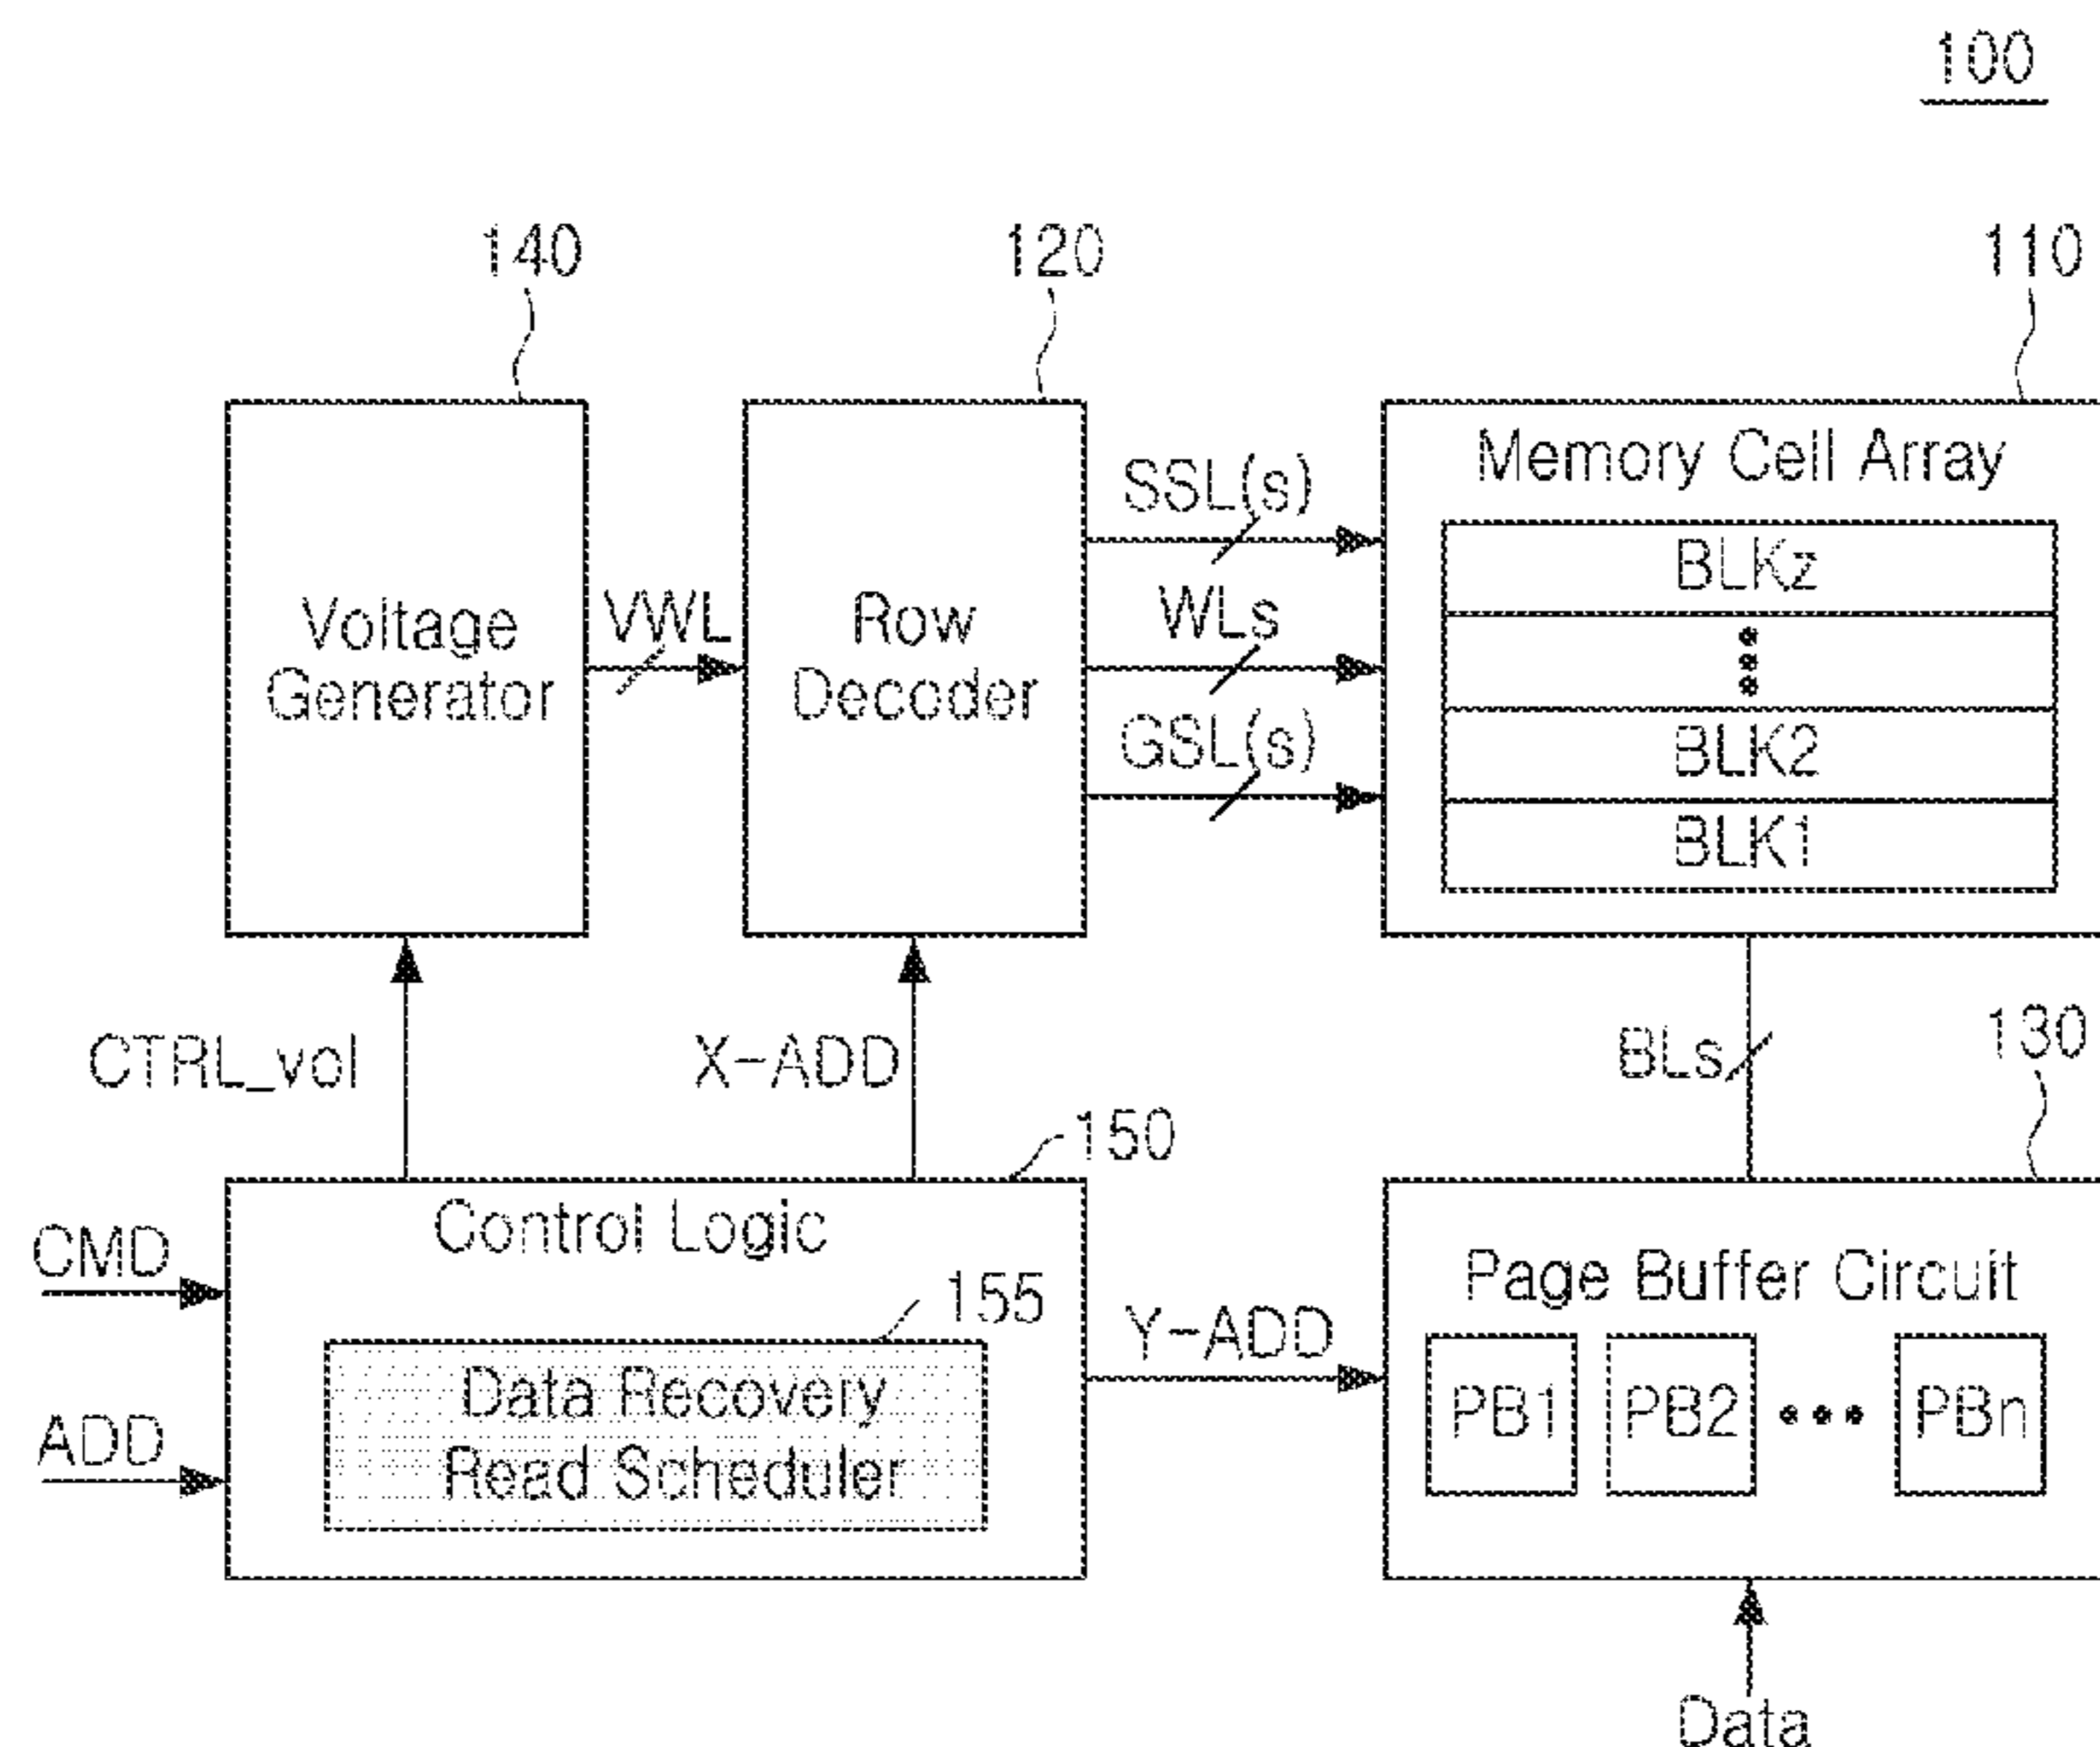 100
140
120
110
Voltage
Generator
VWL
Row
Decoder
SSL(s)
WLs
GSL(s)
Memory Cell Array
BLKz
BLK2
BLK1
CTRL_vol
X-ADD
BLs
130
150
CMD
ADD
Control Logic
155
Data Recovery
Read Scheduler
Y-ADD
Page Buffer Circuit
PB1 PB2 ••• PBn
Data